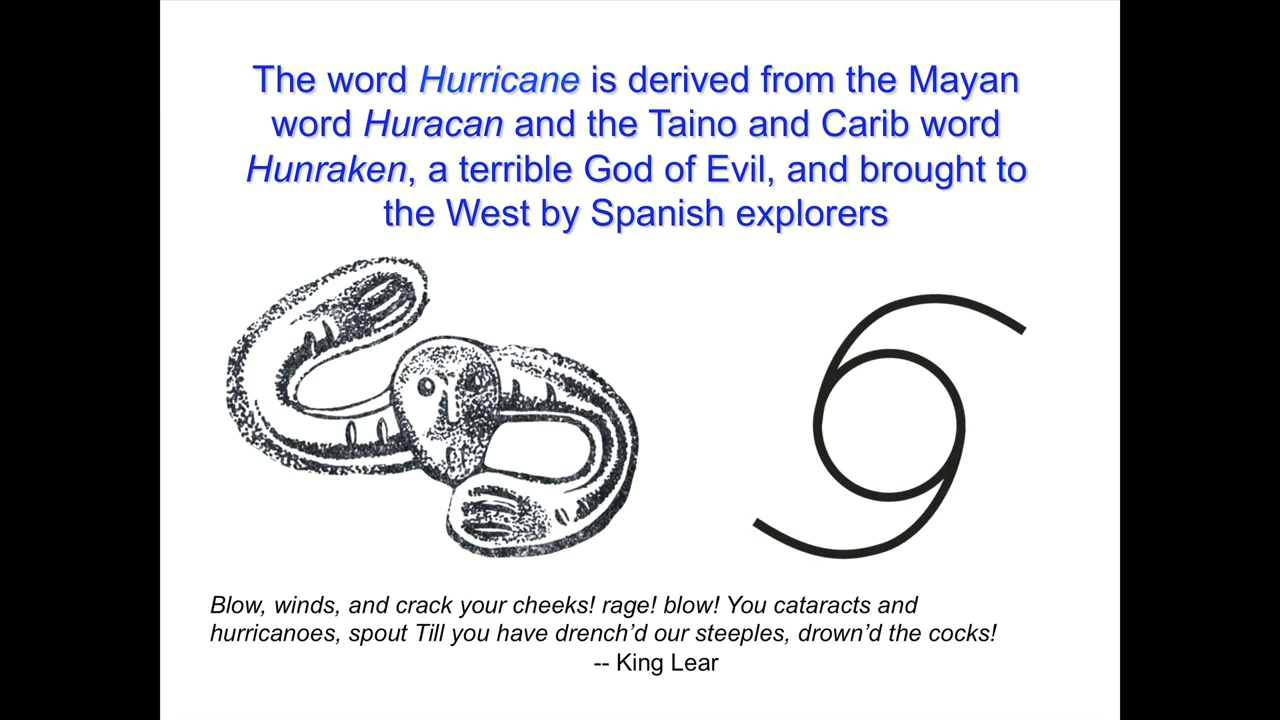 The word Hurricane is derived from the Mayan
word Huracan and the Taino and Carib word
Hunraken, a terrible God of Evil, and brought to
the West by Spanish explorers
Blow, winds, and crack your cheeks! rage! blow! You cataracts and
hurricanoes, spout Till you have drench’d our steeples, drown’d the cocks!
-- King Lear